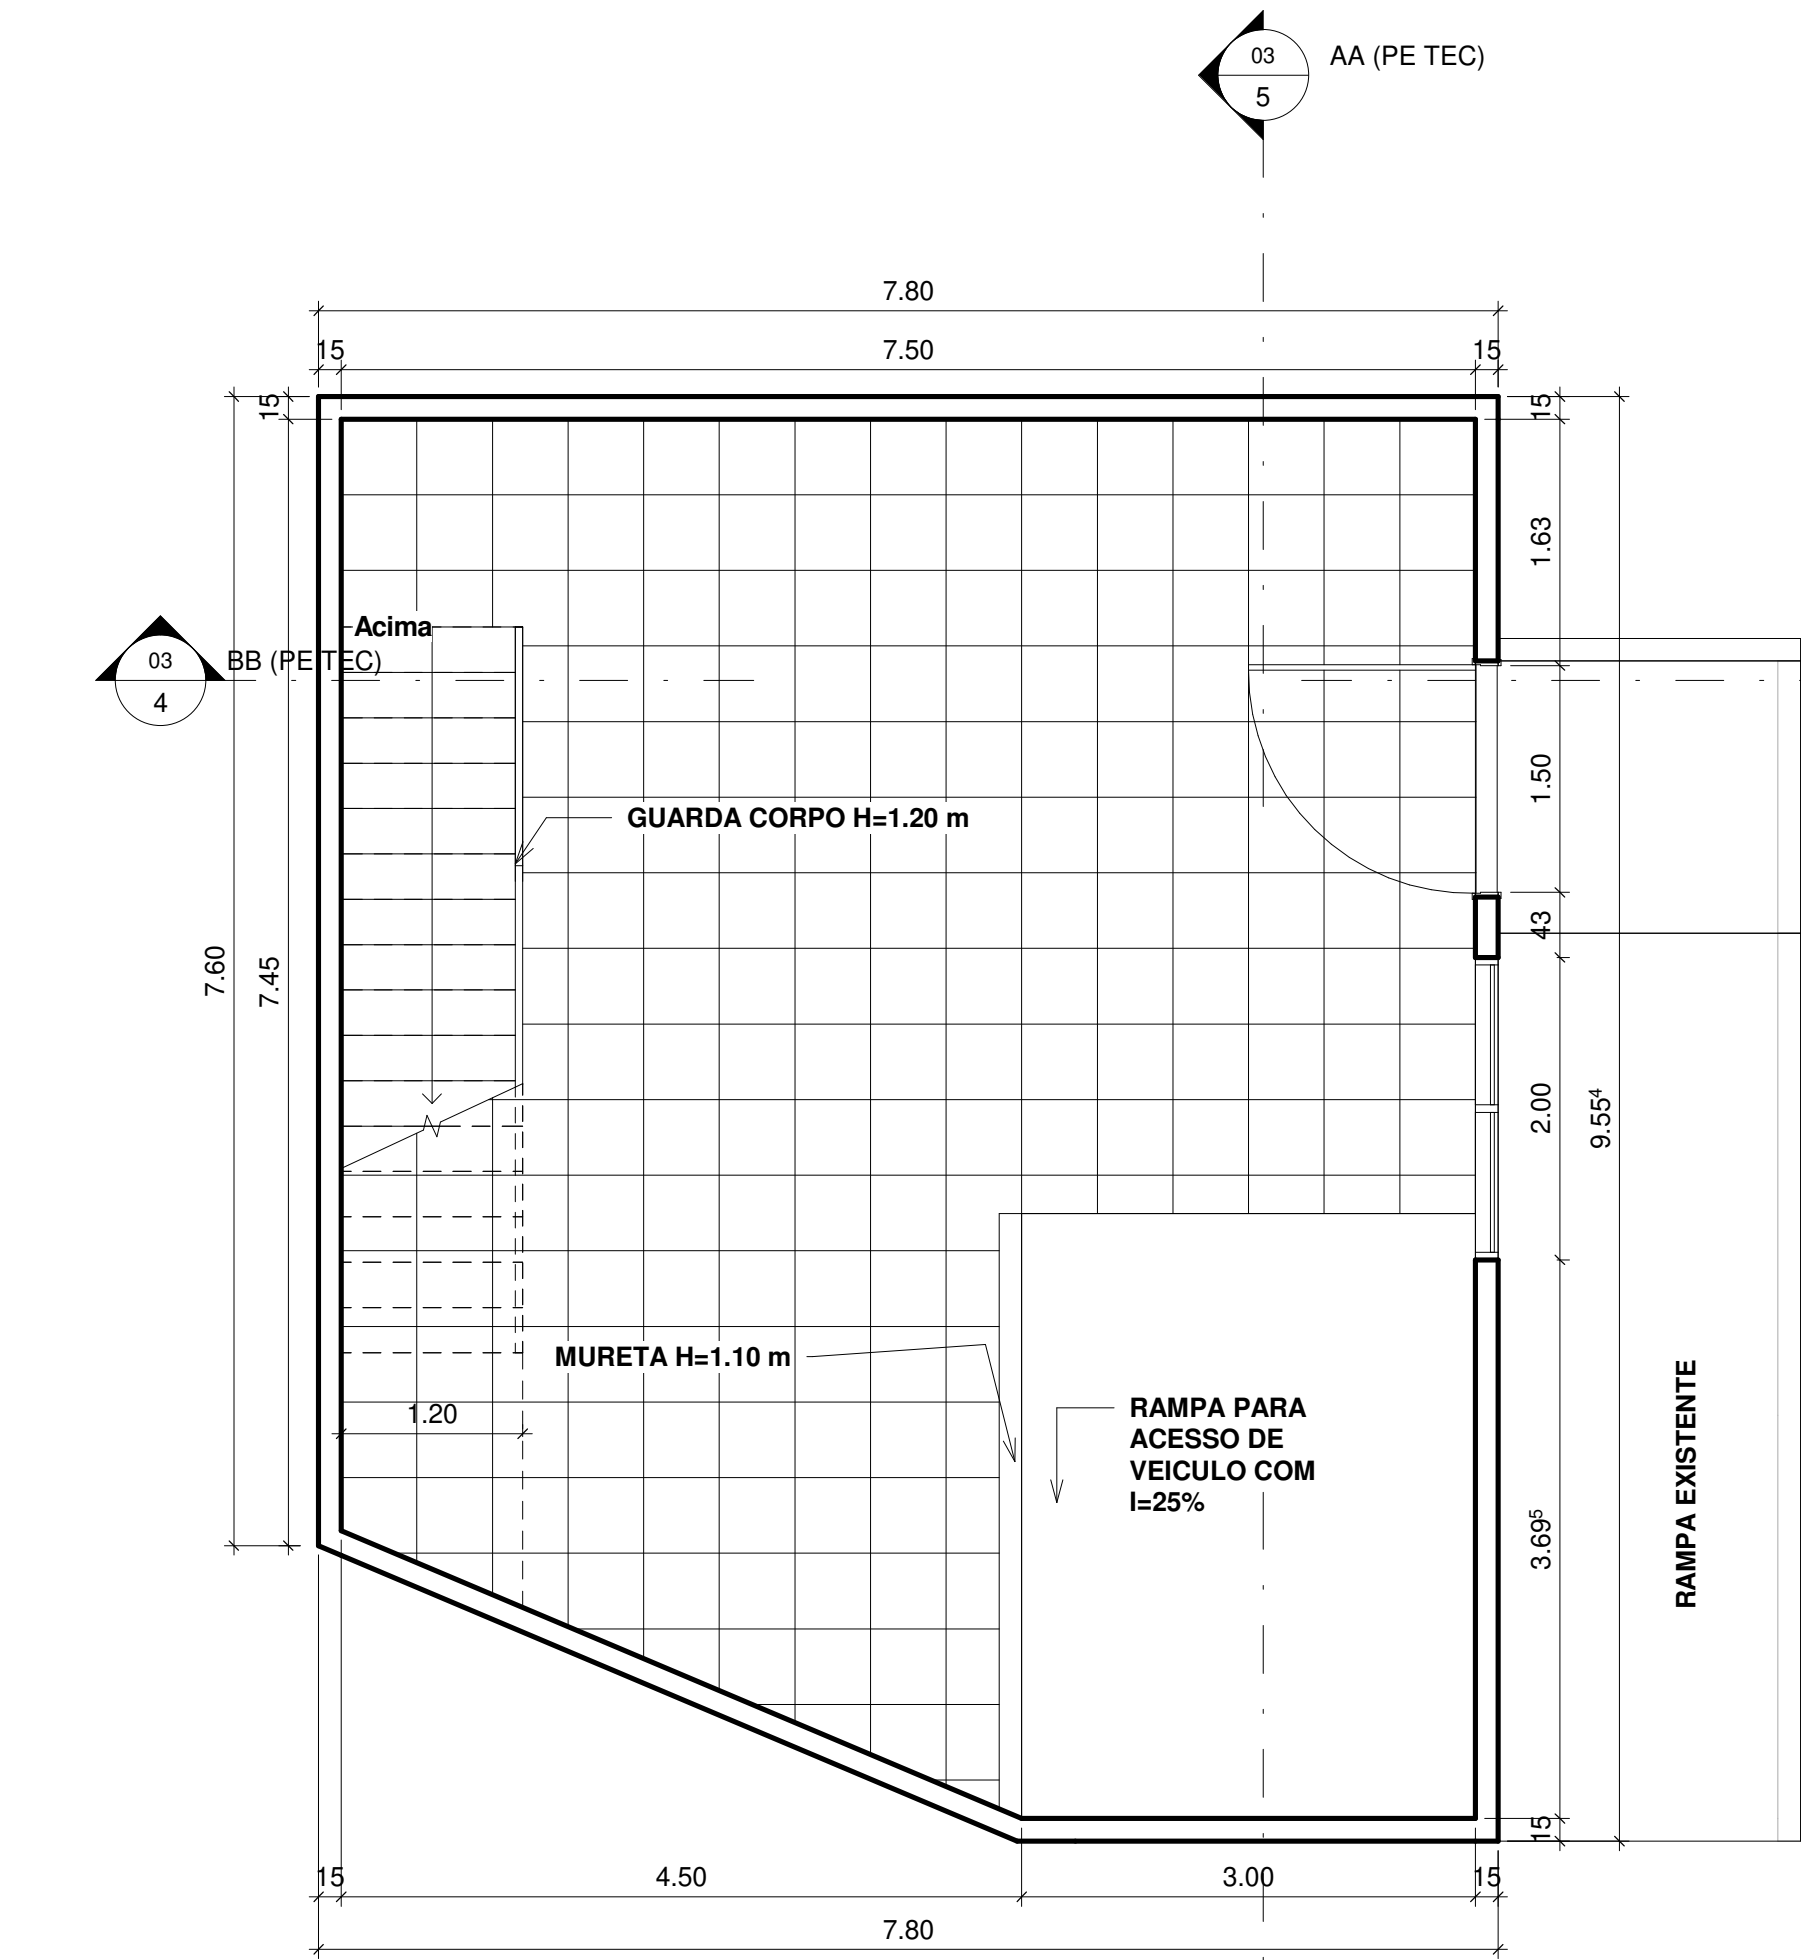 03
AA (PE TEC)
5
7.80
15
7.50
15
15
15
1.63
Acima
03
BB (PE TEC)
4
1.50
GUARDA CORPO H=1.20 m
43
7.60
7.45
2.00
9.55⁴
MURETA H=1.10 m
1.20
RAMPA PARA
ACESSO DE
VEICULO COM
I=25%
3.69⁵
RAMPA EXISTENTE
15
15
4.50
3.00
15
7.80